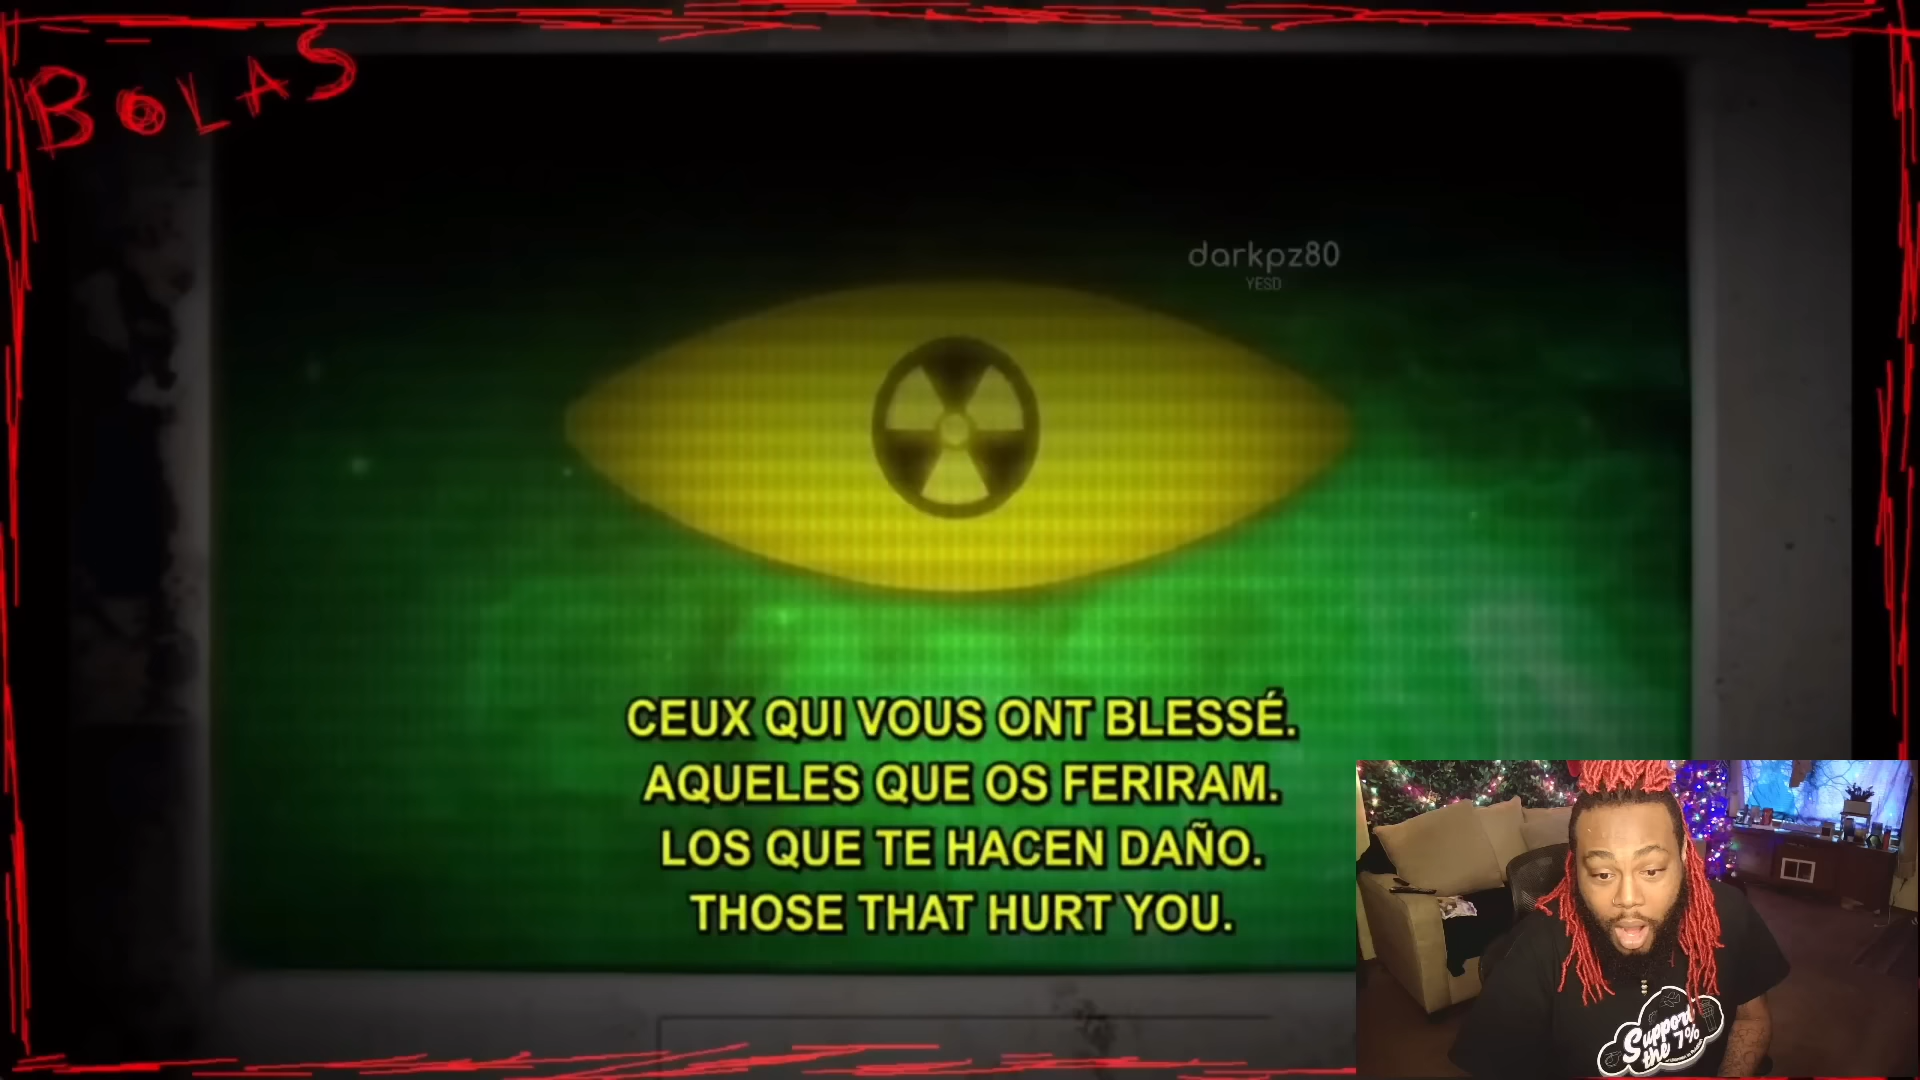 BOLAS
darkpz80
YESD
CEUX QUI VOUS ONT BLESSÉ.
AQUELES QUE OS FERIRAM.
LOS QUE TE HACEN DAÑO.
THOSE THAT HURT YOU.
Support
the 7%